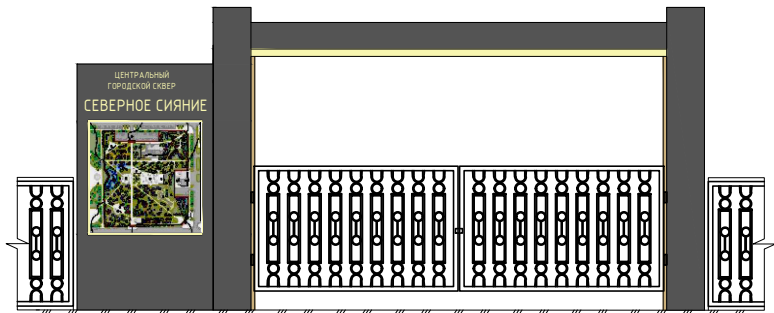 ЦЕНТРАЛЬНЫЙ
ГОРОДСКОЙ СКВЕР
СЕВЕРНОЕ СИЯНИЕ